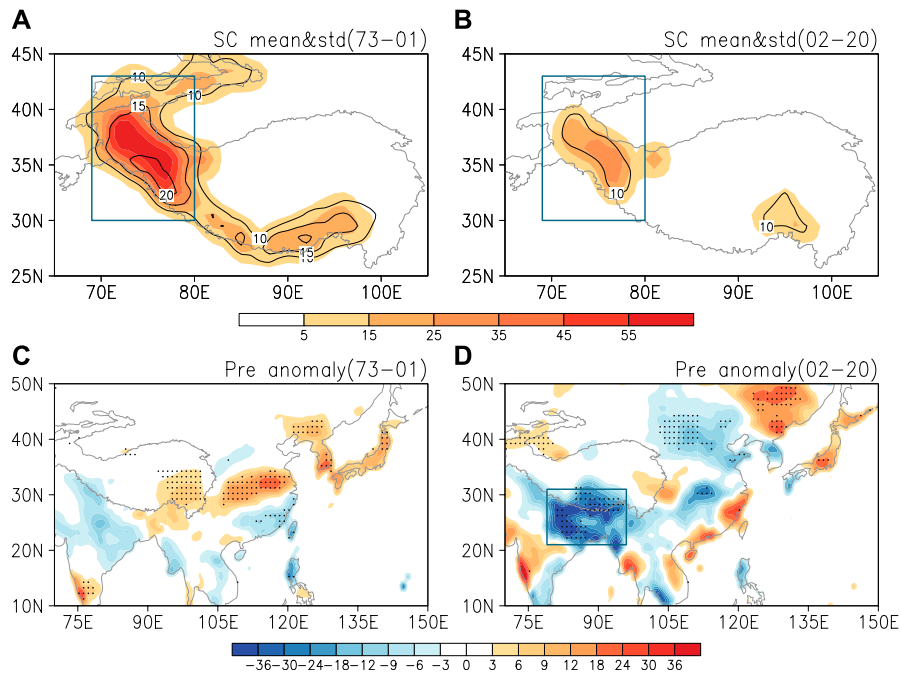 A
SC mean&std(73-01)
45N
40N
35N
30N
25N
10
10
15
20
10
15
70E
80E
90E
100E
B
SC mean&std(02-20)
45N
40N
35N
30N
25N
10
10
70E
80E
90E
100E
5 15 25 35 45 55
C
Pre anomaly(73-01)
50N
40N
30N
20N
10N
75E 90E 105E 120E 135E 150E
D
Pre anomaly(02-20)
50N
40N
30N
20N
10N
75E 90E 105E 120E 135E 150E
-36 -30 -24 -18 -12 -9 -6 -3 0 3 6 9 12 18 24 30 36